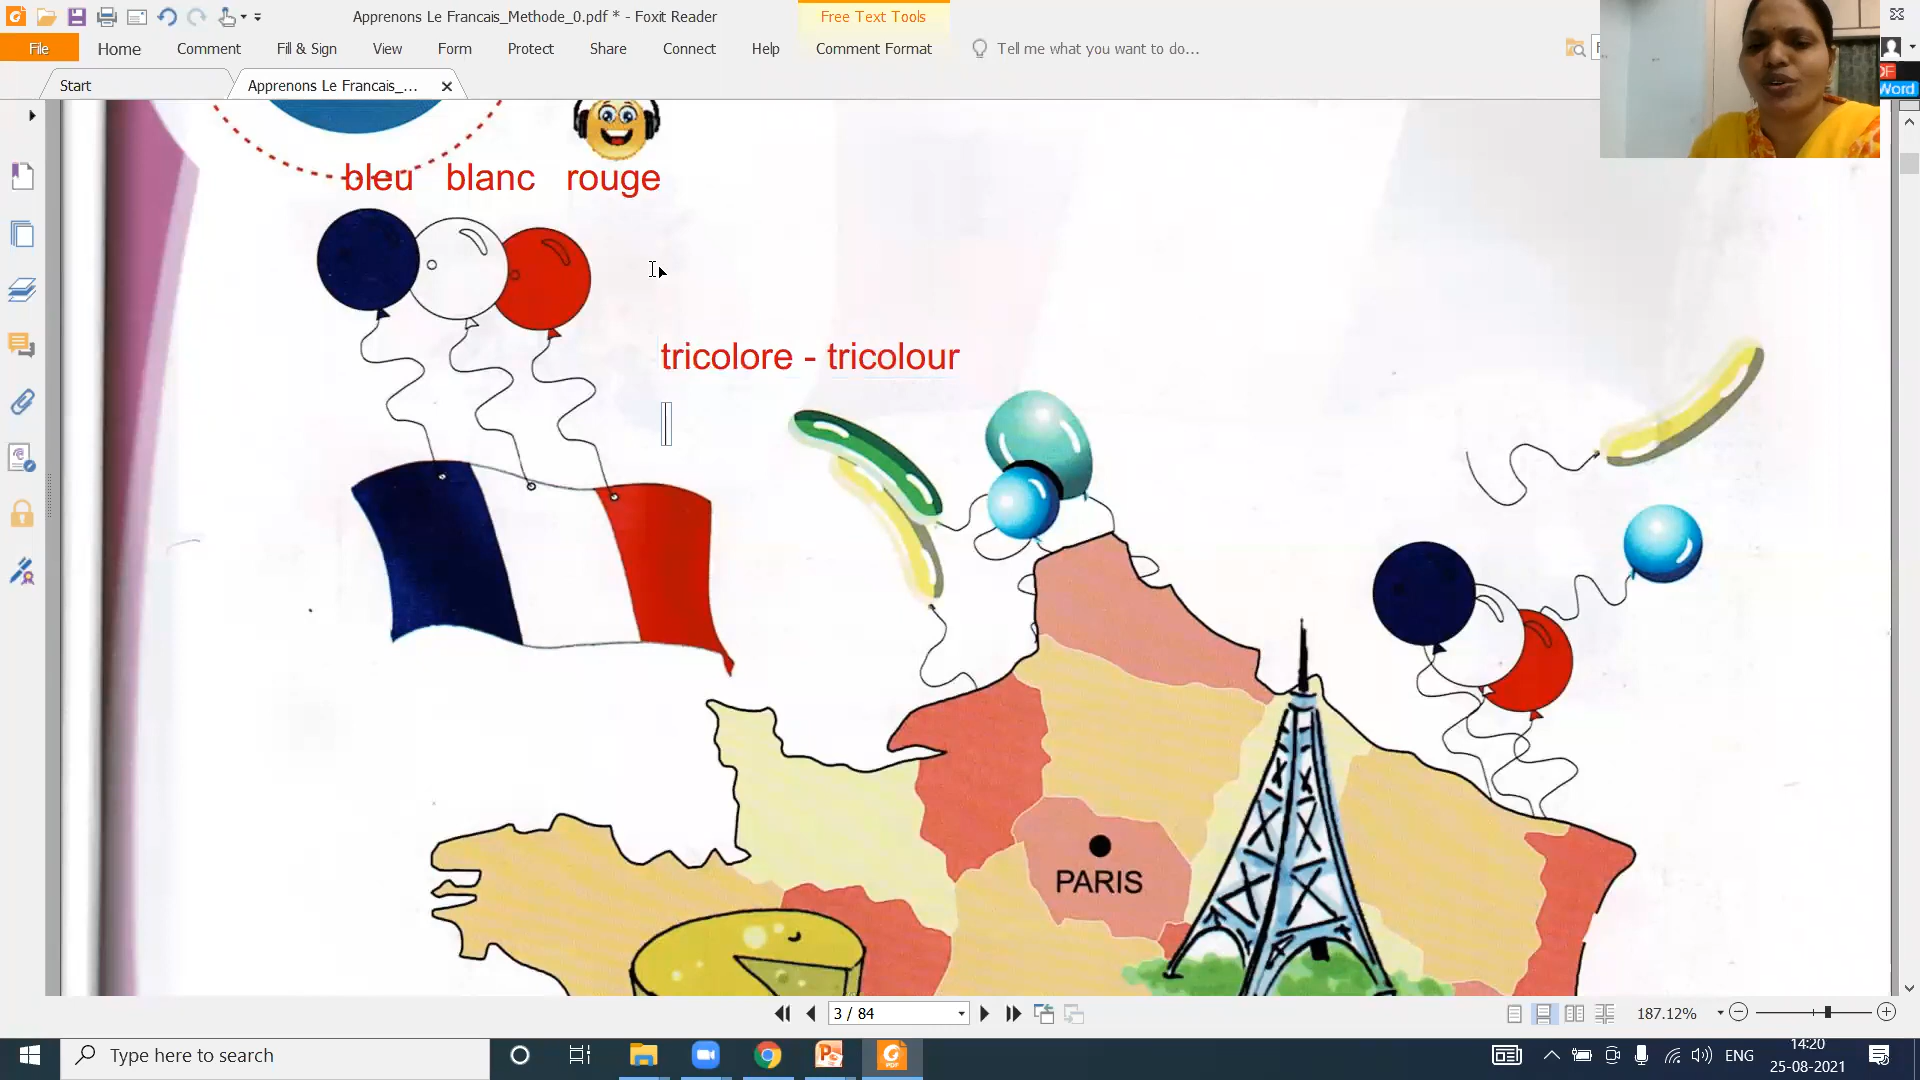 Apprenons Le Francais_Methode_0.pdf * - Foxit Reader
Free Text Tools
File Home Comment Fill & Sign View Form Protect Share Connect Help Comment Format Tell me what you want to do...
Start Apprenons Le Francais_...
Word
bleu blanc rouge
tricolore - tricolour
PARIS
3 / 84
187.12%
Type here to search
ENG
14:20
25-08-2021